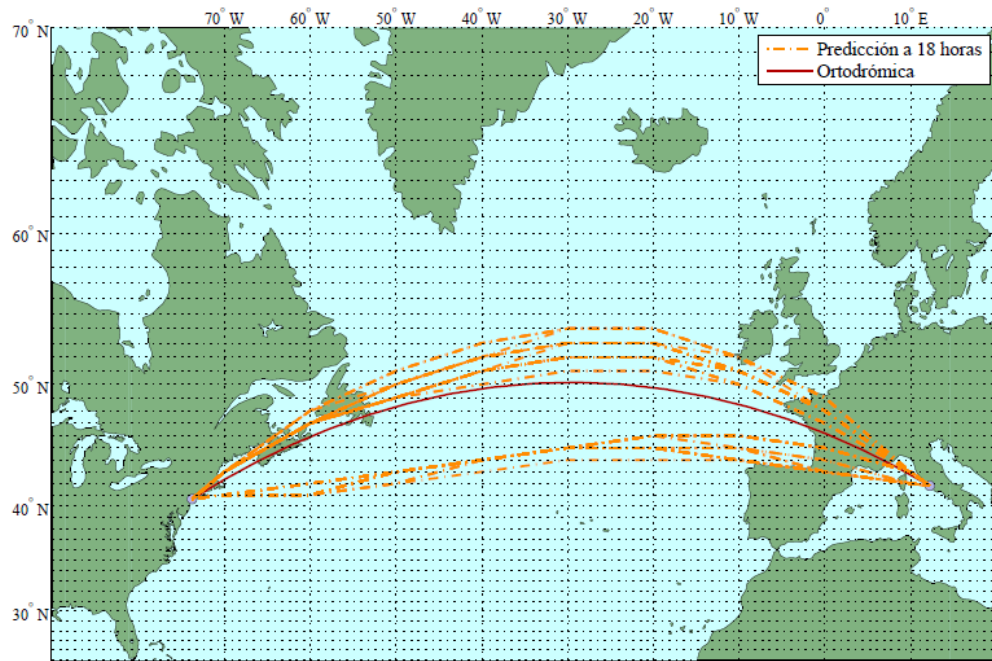 70° W 60° W 50° W 40° W 30° W 20° W 10° W 0° 10° E
70° N
Predicción a 18 horas
Ortodrómica
60° N
50° N
40° N
30° N